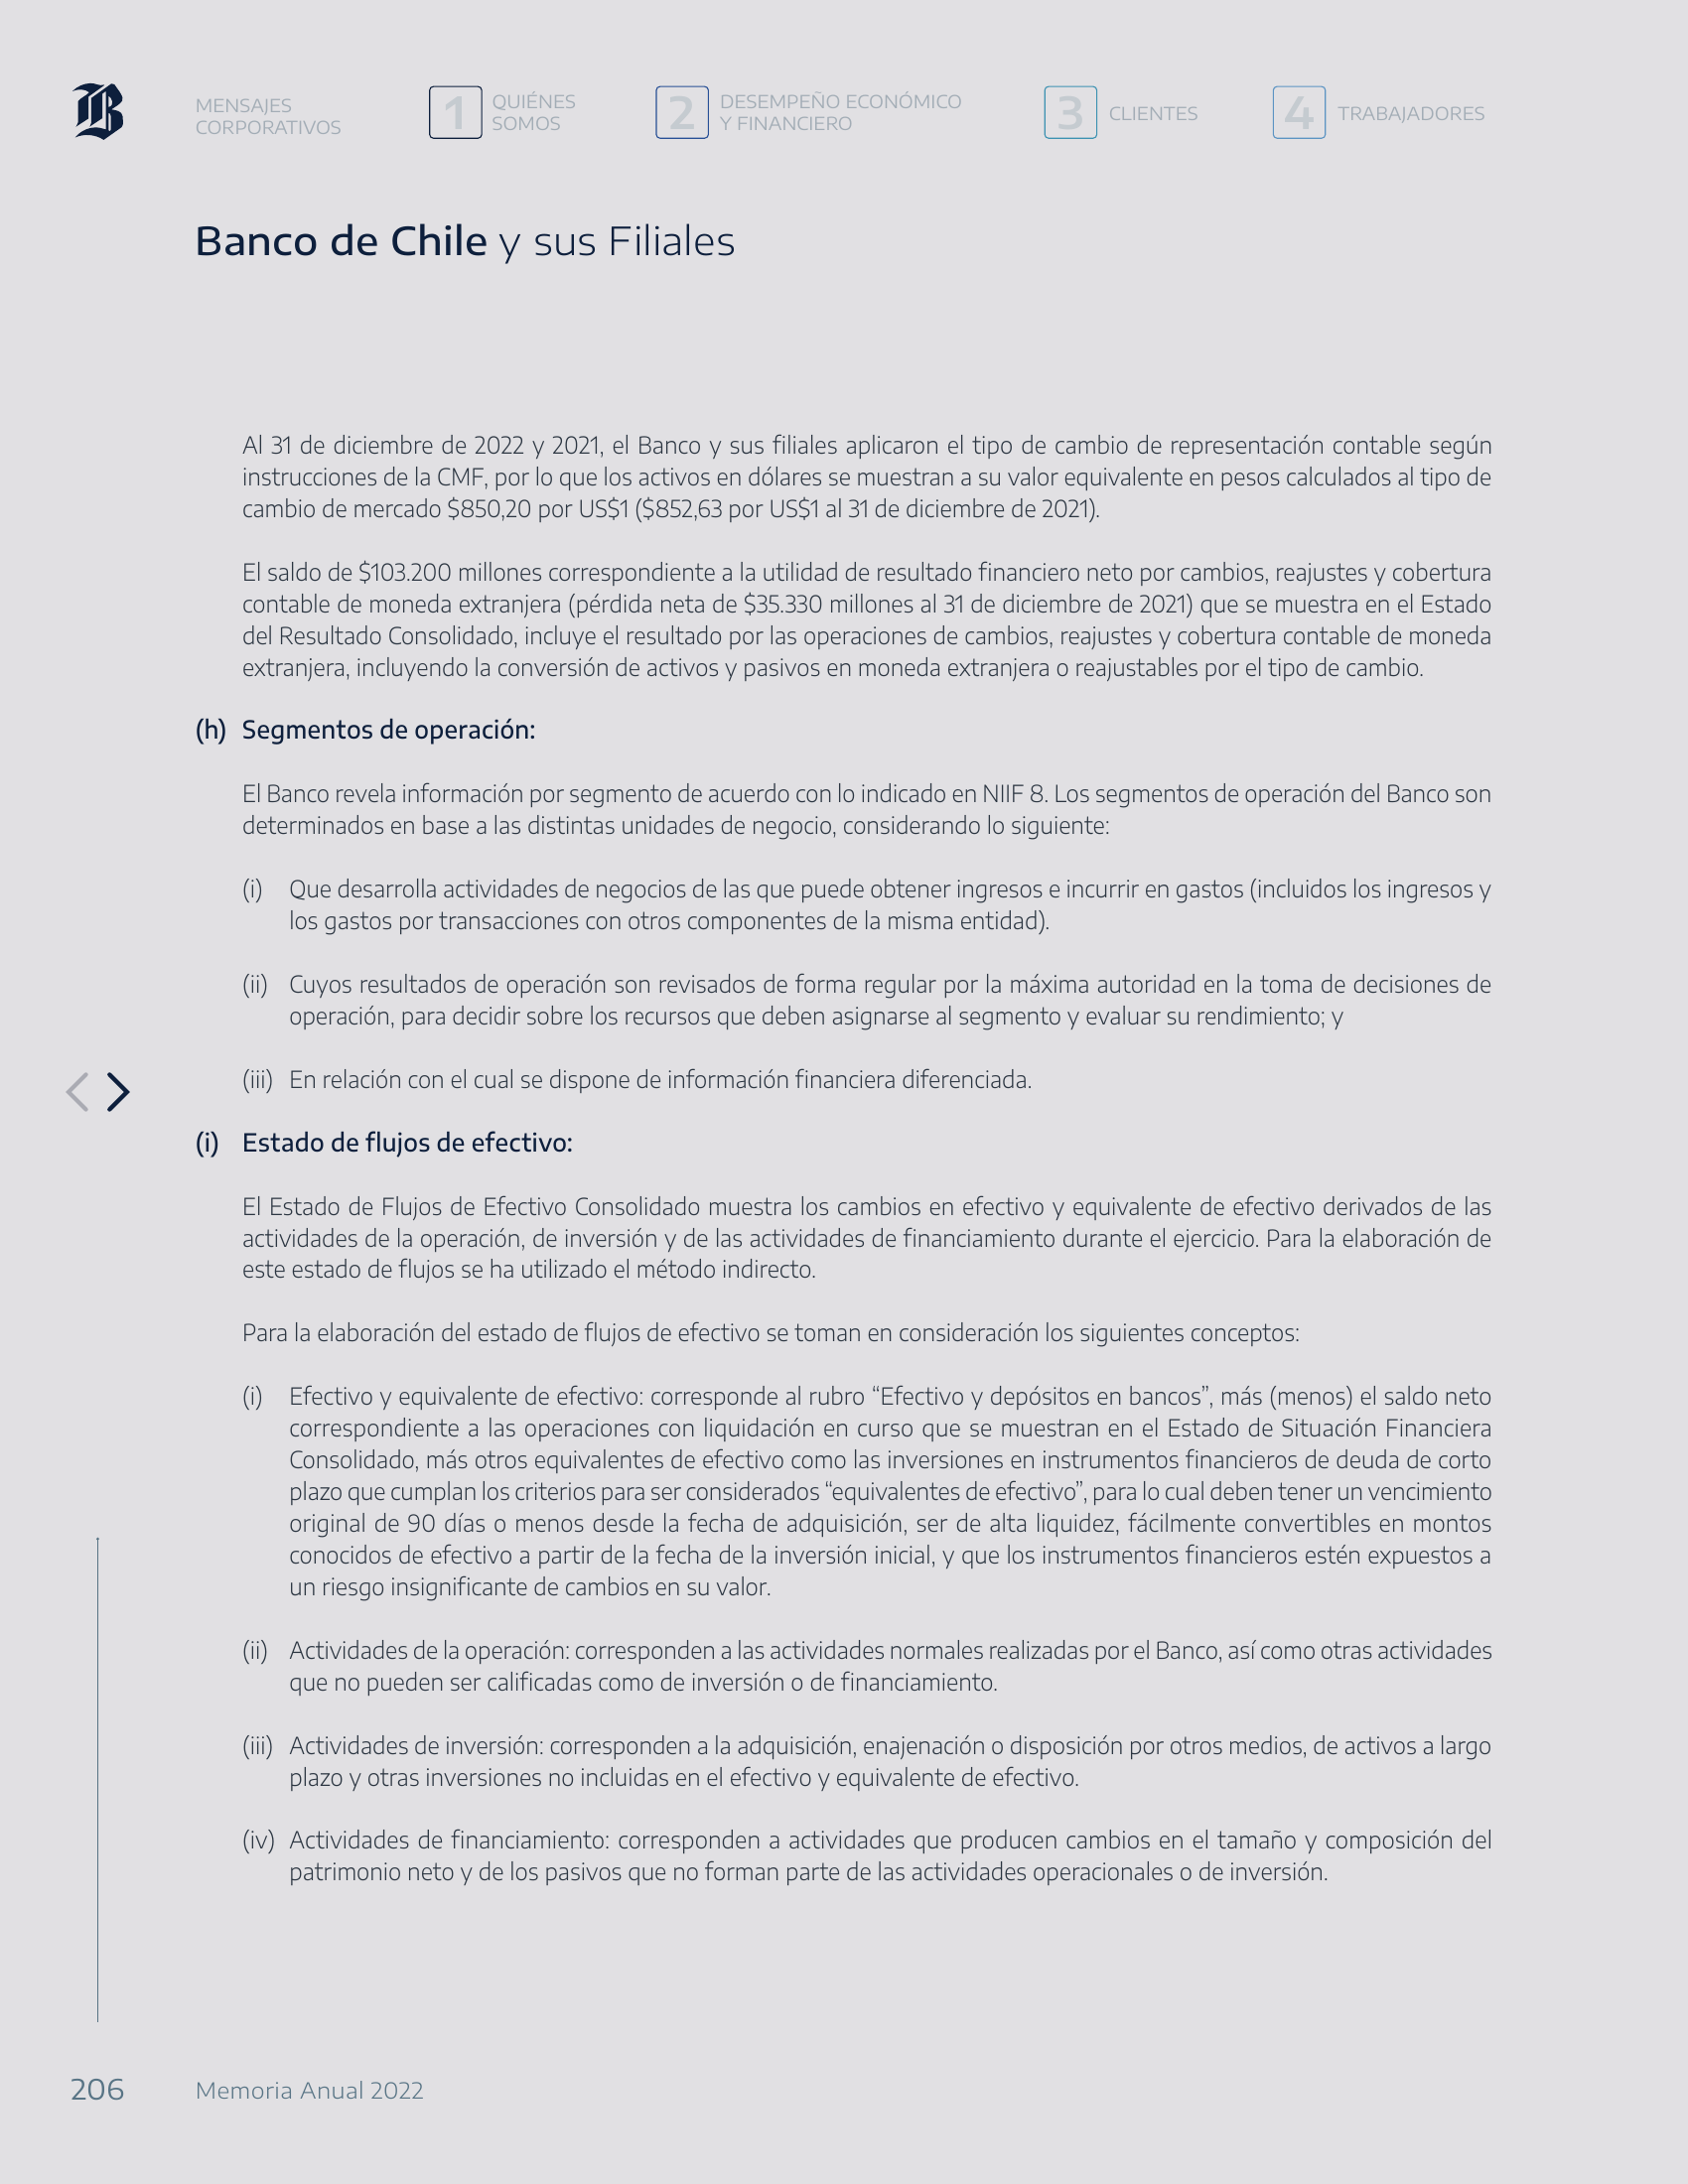 MENSAJES
CORPORATIVOS
1 QUIÉNES
SOMOS
2 DESEMPEÑO ECONÓMICO
Y FINANCIERO
3 CLIENTES
4 TRABAJADORES
Banco de Chile y sus Filiales
Al 31 de diciembre de 2022 y 2021, el Banco y sus filiales aplicaron el tipo de cambio de representación contable según
instrucciones de la CMF, por lo que los activos en dólares se muestran a su valor equivalente en pesos calculados al tipo de
cambio de mercado $850,20 por US$1 ($852,63 por US$1 al 31 de diciembre de 2021).
El saldo de $103.200 millones correspondiente a la utilidad de resultado financiero neto por cambios, reajustes y cobertura
contable de moneda extranjera (pérdida neta de $35.330 millones al 31 de diciembre de 2021) que se muestra en el Estado
del Resultado Consolidado, incluye el resultado por las operaciones de cambios, reajustes y cobertura contable de moneda
extranjera, incluyendo la conversión de activos y pasivos en moneda extranjera o reajustables por el tipo de cambio.
(h) Segmentos de operación:
El Banco revela información por segmento de acuerdo con lo indicado en NIIF 8. Los segmentos de operación del Banco son
determinados en base a las distintas unidades de negocio, considerando lo siguiente:
(i) Que desarrolla actividades de negocios de las que puede obtener ingresos e incurrir en gastos (incluidos los ingresos y
los gastos por transacciones con otros componentes de la misma entidad).
(ii) Cuyos resultados de operación son revisados de forma regular por la máxima autoridad en la toma de decisiones de
operación, para decidir sobre los recursos que deben asignarse al segmento y evaluar su rendimiento; y
(iii) En relación con el cual se dispone de información financiera diferenciada.
(i) Estado de flujos de efectivo:
El Estado de Flujos de Efectivo Consolidado muestra los cambios en efectivo y equivalente de efectivo derivados de las
actividades de la operación, de inversión y de las actividades de financiamiento durante el ejercicio. Para la elaboración de
este estado de flujos se ha utilizado el método indirecto.
Para la elaboración del estado de flujos de efectivo se toman en consideración los siguientes conceptos:
(i) Efectivo y equivalente de efectivo: corresponde al rubro “Efectivo y depósitos en bancos”, más (menos) el saldo neto
correspondiente a las operaciones con liquidación en curso que se muestran en el Estado de Situación Financiera
Consolidado, más otros equivalentes de efectivo como las inversiones en instrumentos financieros de deuda de corto
plazo que cumplan los criterios para ser considerados “equivalentes de efectivo”, para lo cual deben tener un vencimiento
original de 90 días o menos desde la fecha de adquisición, ser de alta liquidez, fácilmente convertibles en montos
conocidos de efectivo a partir de la fecha de la inversión inicial, y que los instrumentos financieros estén expuestos a
un riesgo insignificante de cambios en su valor.
(ii) Actividades de la operación: corresponden a las actividades normales realizadas por el Banco, así como otras actividades
que no pueden ser calificadas como de inversión o de financiamiento.
(iii) Actividades de inversión: corresponden a la adquisición, enajenación o disposición por otros medios, de activos a largo
plazo y otras inversiones no incluidas en el efectivo y equivalente de efectivo.
(iv) Actividades de financiamiento: corresponden a actividades que producen cambios en el tamaño y composición del
patrimonio neto y de los pasivos que no forman parte de las actividades operacionales o de inversión.
206 Memoria Anual 2022